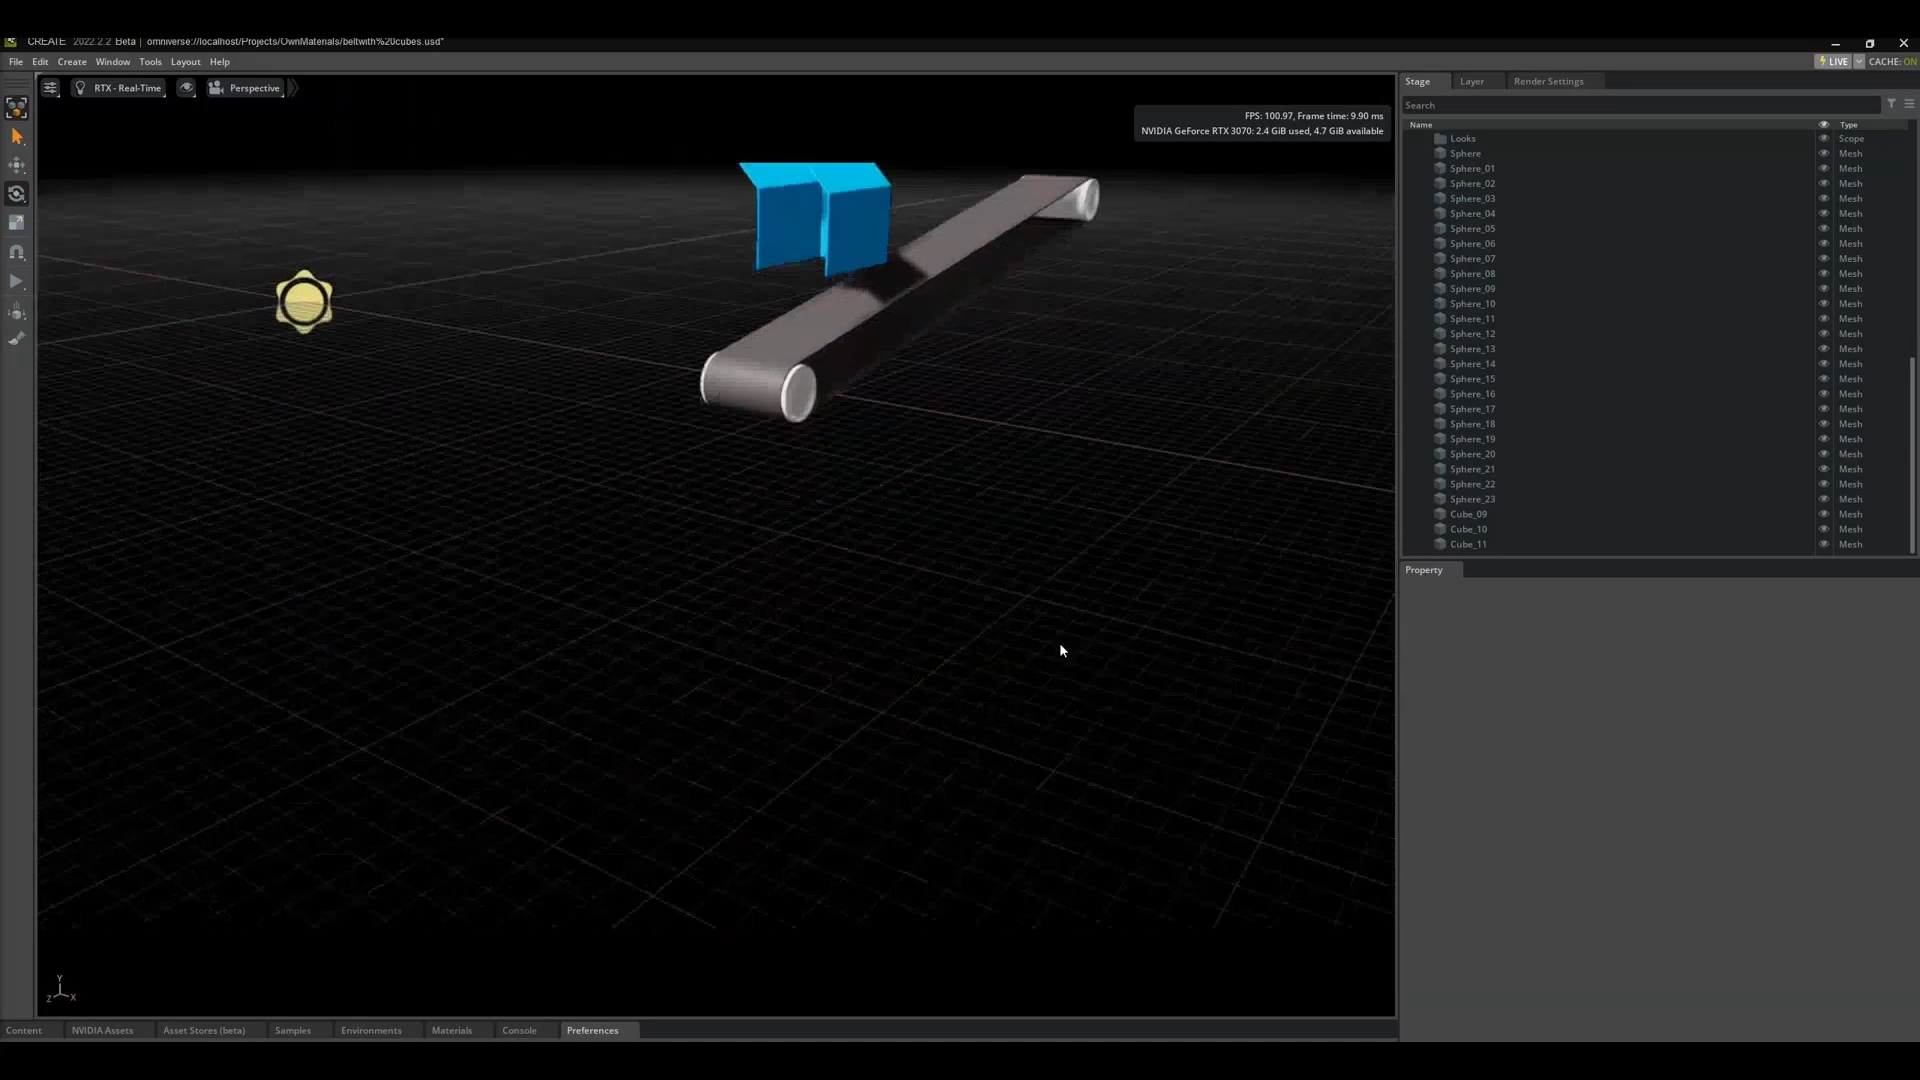 CREATE 2022.2.2 Beta | omniverse://localhost/Projects/OwnMaterials/beltwith%20cubes.usd*
File Edit Create Window Tools Layout Help
LIVE CACHE: ON
RTX - Real-Time Perspective
FPS: 100.97, Frame time: 9.90 ms
NVIDIA GeForce RTX 3070: 2.4 GiB used, 4.7 GiB available
Y
Z X
Stage Layer Render Settings
Search
Name Type
Looks Scope
Sphere Mesh
Sphere_01 Mesh
Sphere_02 Mesh
Sphere_03 Mesh
Sphere_04 Mesh
Sphere_05 Mesh
Sphere_06 Mesh
Sphere_07 Mesh
Sphere_08 Mesh
Sphere_09 Mesh
Sphere_10 Mesh
Sphere_11 Mesh
Sphere_12 Mesh
Sphere_13 Mesh
Sphere_14 Mesh
Sphere_15 Mesh
Sphere_16 Mesh
Sphere_17 Mesh
Sphere_18 Mesh
Sphere_19 Mesh
Sphere_20 Mesh
Sphere_21 Mesh
Sphere_22 Mesh
Sphere_23 Mesh
Cube_09 Mesh
Cube_10 Mesh
Cube_11 Mesh
Property
Content NVIDIA Assets Asset Stores (beta) Samples Environments Materials Console Preferences